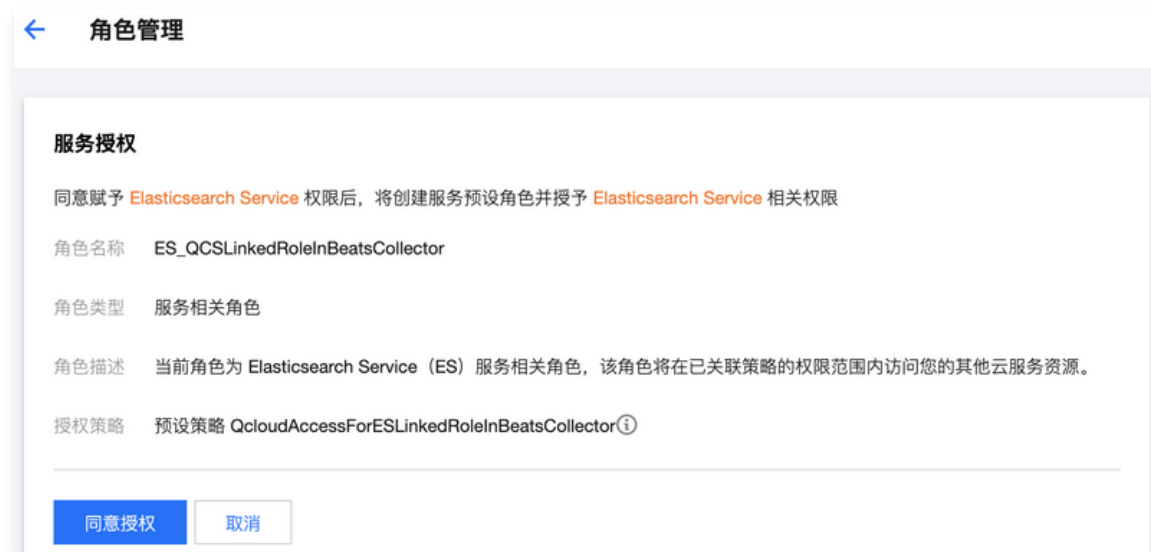 角色管理
服务授权
同意赋予 Elasticsearch Service 权限后，将创建服务预设角色并授予 Elasticsearch Service 相关权限
角色名称 ES_QCSLinkedRoleInBeatsCollector
角色类型 服务相关角色
角色描述 当前角色为 Elasticsearch Service（ES）服务相关角色，该角色将在已关联策略的权限范围内访问您的其他云服务资源。
授权策略 预设策略 QcloudAccessForESLinkedRoleInBeatsCollector
同意授权 取消